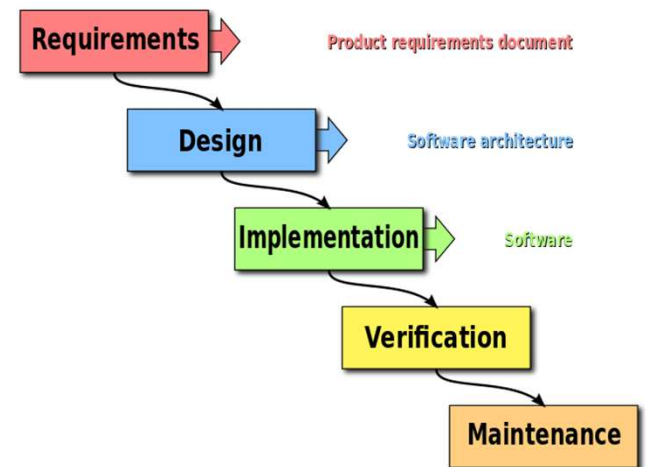 Requirements
Product requirements document
Design
Software architecture
Implementation
Software
Verification
Maintenance